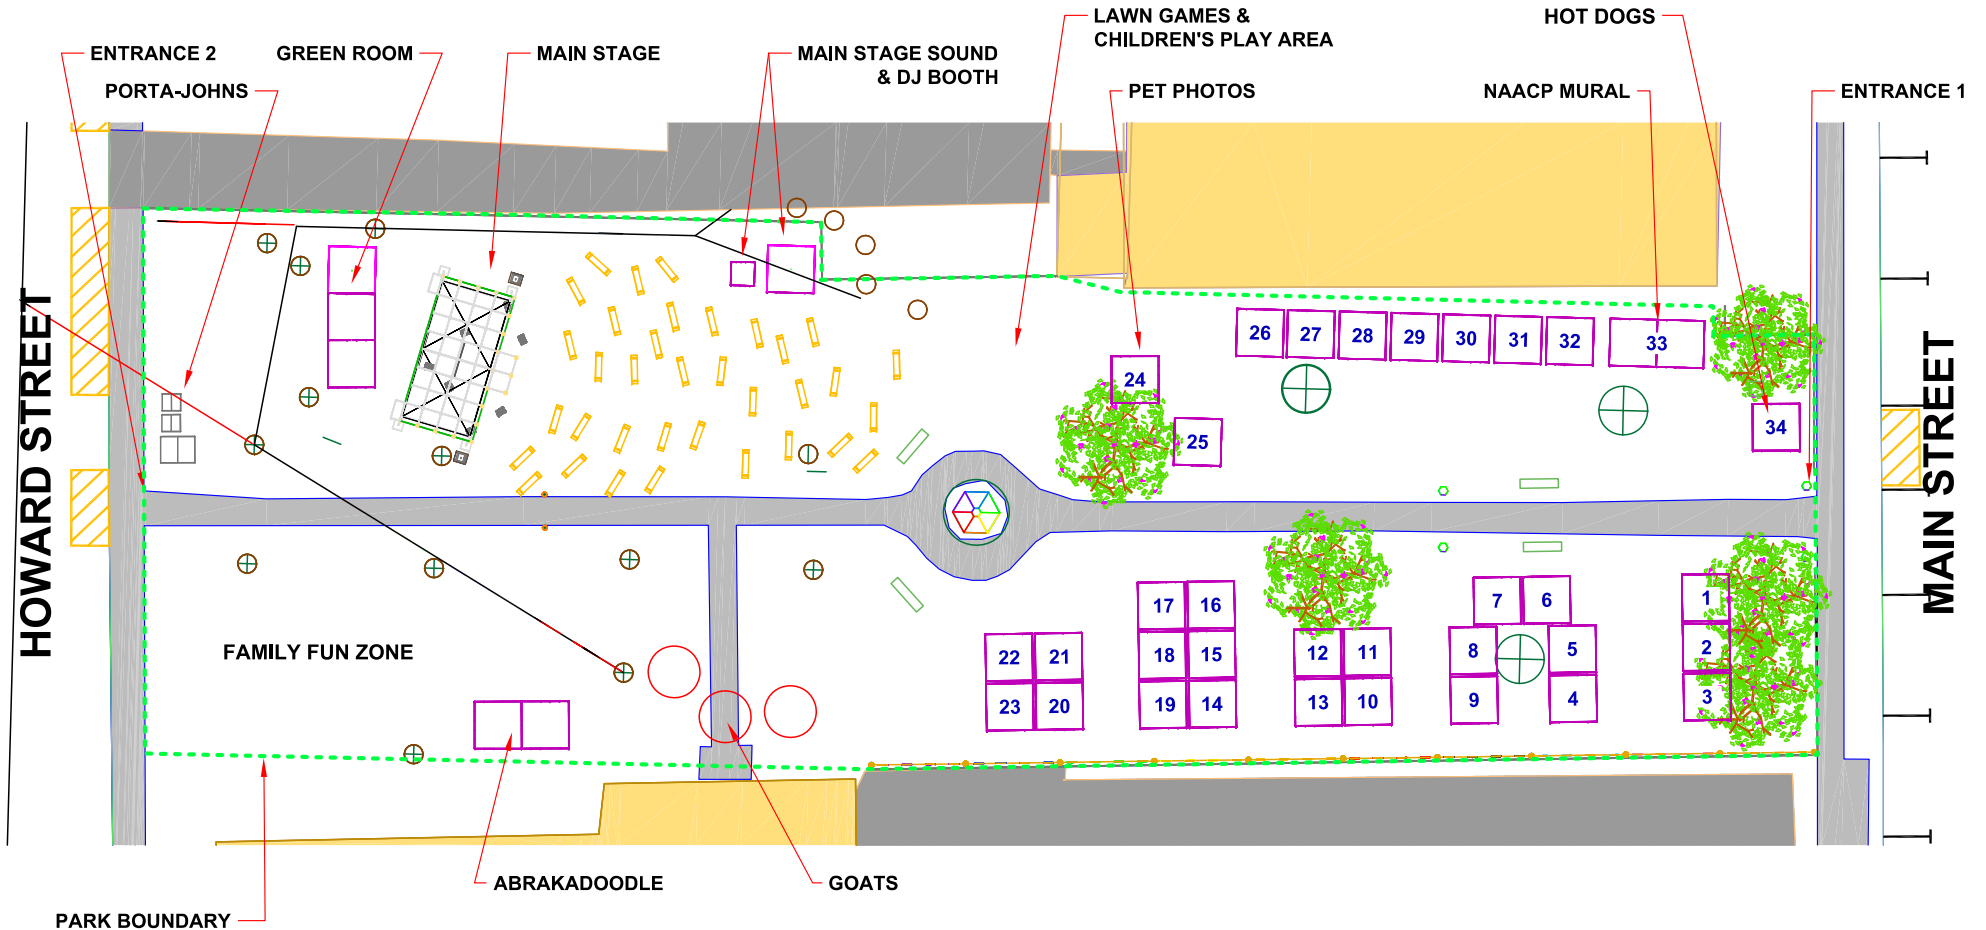 LAWN GAMES &
CHILDREN'S PLAY AREA
HOT DOGS
ENTRANCE 2
GREEN ROOM
MAIN STAGE
MAIN STAGE SOUND
& DJ BOOTH
PORTA-JOHNS
PET PHOTOS
NAACP MURAL
ENTRANCE 1
HOWARD STREET
MAIN STREET
26 27 28 29 30 31 32 33
24
25
34
17 16
7 6
1
22 21
18 15
12 11
8
5
2
23 20
19 14
13 10
9
4
3
FAMILY FUN ZONE
ABRAKADOODLE
GOATS
PARK BOUNDARY